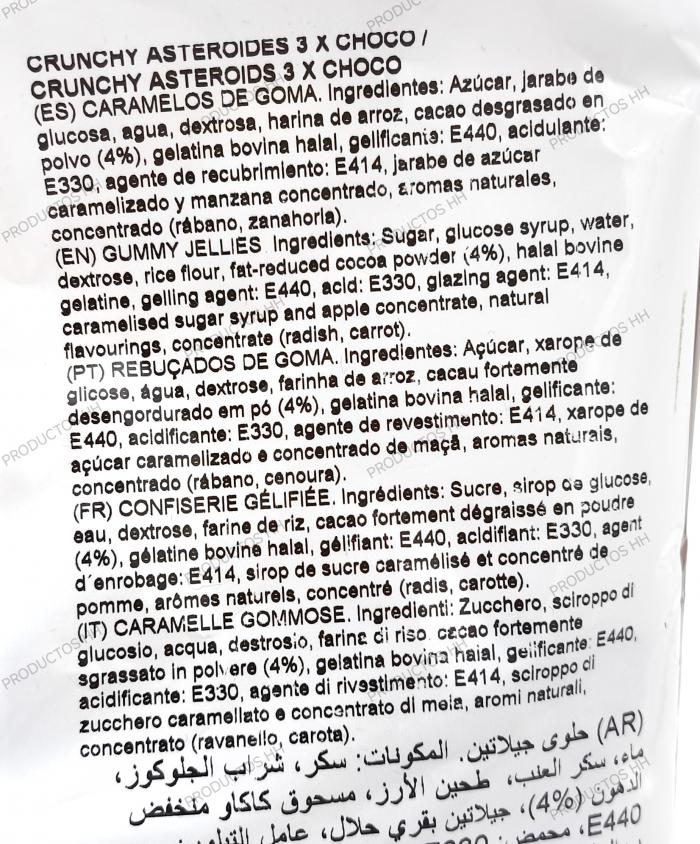 CRUNCHY ASTEROIDES 3 X CHOCO /
CRUNCHY ASTEROIDS 3 X CHOCO
(ES) CARAMELOS DE GOMA. Ingredientes: Azúcar, jarabe de
glucosa, agua, dextrosa, harina de arroz, cacao desgrasado en
polvo (4%), gelatina bovina halal, gelificante: E440, acidulante:
E330, agente de recubrimiento: E414, jarabe de azúcar
caramelizado y manzana concentrado, aromas naturales,
concentrado (rábano, zanahoria).
(EN) GUMMY JELLIES. Ingredients: Sugar, glucose syrup, water,
dextrose, rice flour, fat-reduced cocoa powder (4%), halal bovine
gelatine, gelling agent: E440, acid: E330, glazing agent: E414,
caramelised sugar syrup and apple concentrate, natural
flavourings, concentrate (radish, carrot).
(PT) REBUÇADOS DE GOMA. Ingredientes: Açúcar, xarope de
glicose, água, dextrose, farinha de arroz, cacau fortemente
desengordurado em pó (4%), gelatina bovina halal, gelificante:
E440, acidificante: E330, agente de revestimento: E414, xarope de
açúcar caramelizado e concentrado de maçã, aromas naturais,
concentrado (rábano, cenoura).
(FR) CONFISERIE GÉLIFIÉE. Ingrédients: Sucre, sirop de glucose,
eau, dextrose, farine de riz, cacao fortement dégraissé en poudre
(4%), gélatine bovine halal, gélifiant: E440, acidifiant: E330, agent
d´enrobage: E414, sirop de sucre caramélisé et concentré de
pomme, arômes naturels, concentré (radis, carotte).
(IT) CARAMELLE GOMMOSE. Ingredienti: Zucchero, sciroppo di
glucosio, acqua, destrosio, farina di riso, cacao fortemente
sgrassato in polvere (4%), gelatina bovina halal, gelificante: E440,
acidificante: E330, agente di rivestimento: E414, sciroppo di
zucchero caramellato e concentrato di mela, aromi naturali,
concentrato (ravanello, carota).
(AR) حلوى جيلاتين. المكونات: سكر، شراب الجلوكوز،
ماء، سكر العنب، طحين الأرز، مسحوق كاكاو منخفض
الدهون (4%)، جيلاتين بقري حلال، عامل
E440، محمض:
PRODUCTOS HH